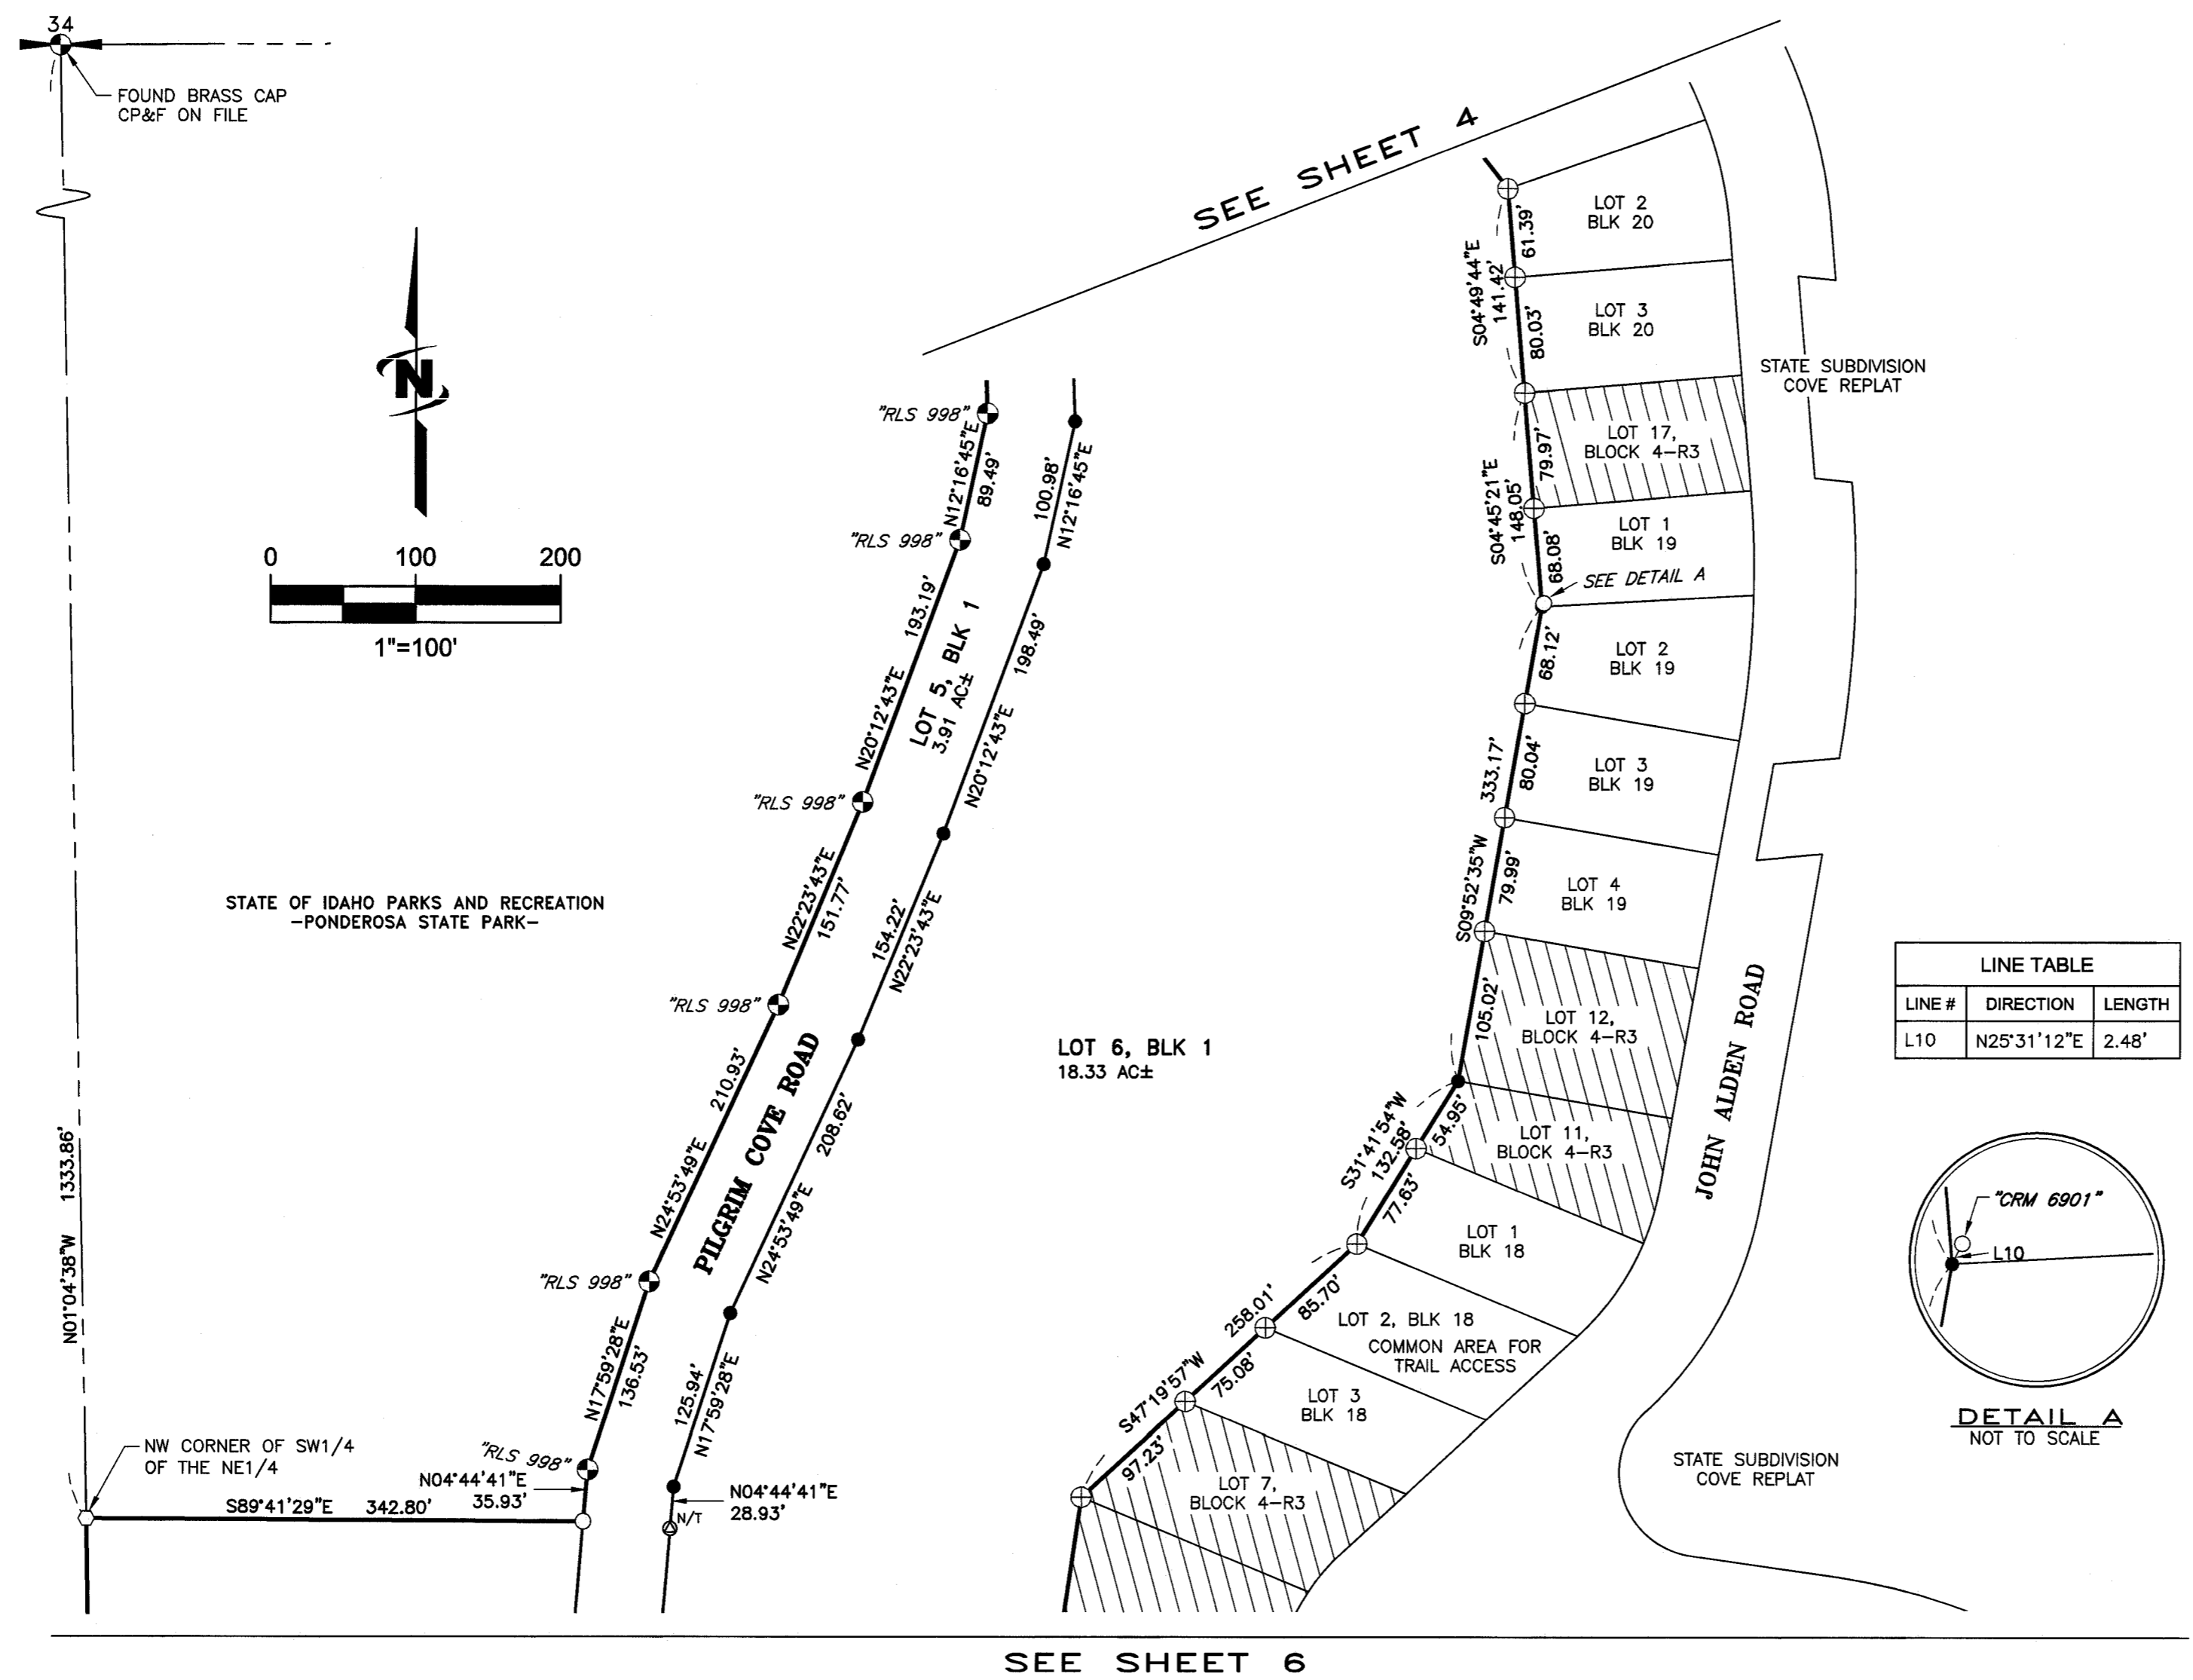 34
FOUND BRASS CAP
CP&F ON FILE
SEE SHEET 4
N
0 100 200
1"=100'
"RLS 998"
N12°16'45"E
89.49'
100.98'
N12°16'45"E
"RLS 998"
193.19'
N20°12'43"E
LOT 5, BLK 1
3.91 AC±
198.49'
N20°12'43"E
"RLS 998"
N22°23'43"E
151.77'
154.22'
N22°23'43"E
"RLS 998"
210.93'
N24°53'49"E
PILGRIM COVE ROAD
208.62'
N24°53'49"E
"RLS 998"
N17°59'28"E
136.53'
125.94'
N17°59'28"E
"RLS 998"
N04°44'41"E
35.93'
N04°44'41"E
28.93'
N/T
STATE OF IDAHO PARKS AND RECREATION
-PONDEROSA STATE PARK-
N01°04'38"W 1333.86'
NW CORNER OF SW1/4
OF THE NE1/4
S89°41'29"E 342.80'
LOT 6, BLK 1
18.33 AC±
LOT 2
BLK 20
61.39'
S04°49'44"E
141.42'
LOT 3
BLK 20
80.03'
STATE SUBDIVISION
COVE REPLAT
LOT 17,
BLOCK 4-R3
79.97'
S04°45'21"E
148.05'
LOT 1
BLK 19
68.08'
SEE DETAIL A
LOT 2
BLK 19
68.12'
LOT 3
BLK 19
80.04'
333.17'
S09°52'35"W
LOT 4
BLK 19
79.99'
LOT 12,
BLOCK 4-R3
105.02'
LOT 11,
BLOCK 4-R3
54.95'
S31°41'54"W
132.58'
77.63'
LOT 1
BLK 18
JOHN ALDEN ROAD
LOT 2, BLK 18
COMMON AREA FOR
TRAIL ACCESS
85.70'
258.01'
S47°19'57"W
75.08'
LOT 3
BLK 18
97.23'
LOT 7,
BLOCK 4-R3
LINE TABLE
LINE # DIRECTION LENGTH
L10 N25°31'12"E 2.48'
"CRM 6901"
L10
DETAIL A
NOT TO SCALE
STATE SUBDIVISION
COVE REPLAT
SEE SHEET 6